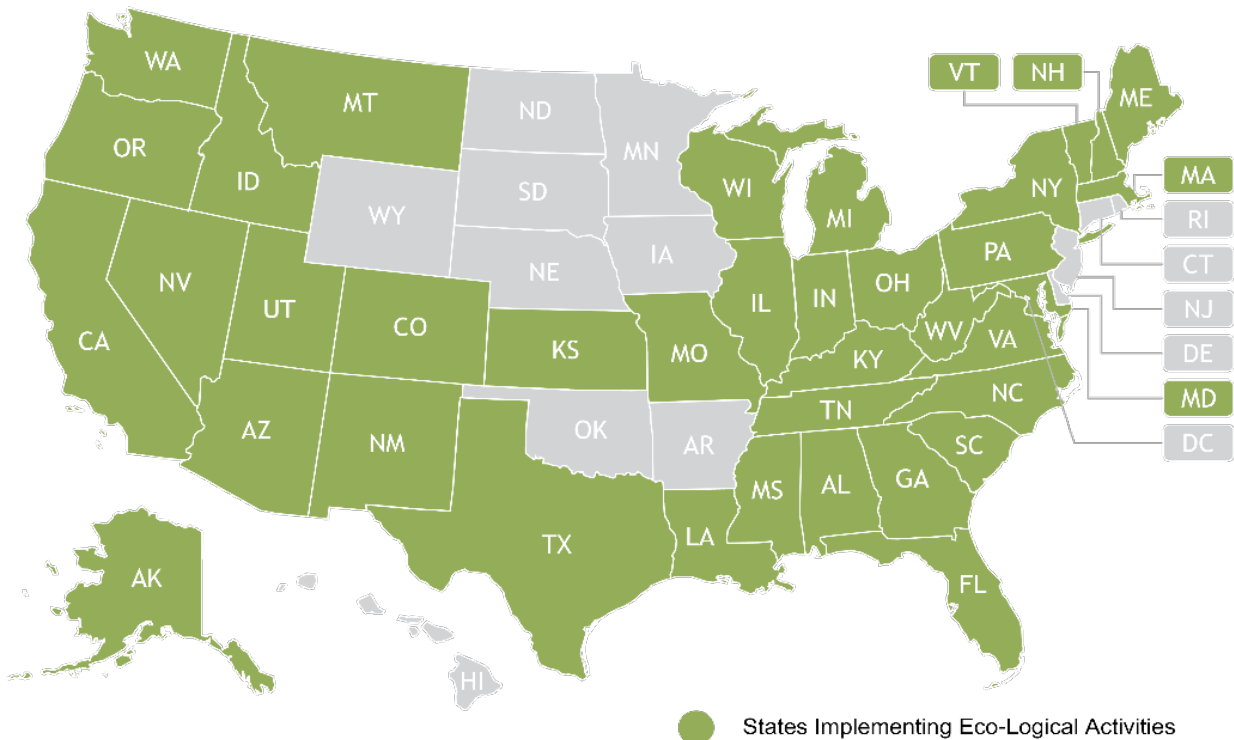 WA
MT
ND
MN
VT
NH
ME
OR
ID
SD
WI
NY
MA
WY
MI
RI
NE
IA
PA
CT
NV
UT
CO
IL
IN
OH
NJ
CA
KS
MO
WV
VA
DE
KY
MD
AZ
NM
OK
AR
TN
NC
DC
SC
MS
AL
GA
TX
LA
AK
FL
HI
States Implementing Eco-Logical Activities